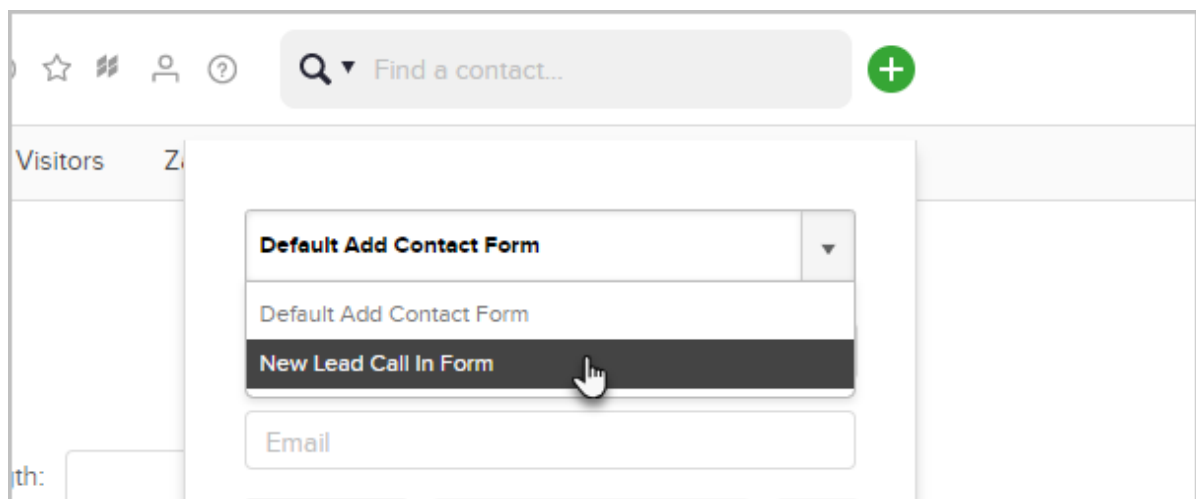 Find a contact...
Visitors
Default Add Contact Form
Default Add Contact Form
New Lead Call In Form
Email